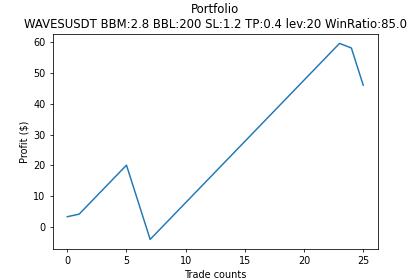 Portfolio
WAVESUSDT BBM:2.8 BBL:200 SL:1.2 TP:0.4 lev:20 WinRatio:85.0
60
50
40
30
20
10
0
Profit ($)
0 5 10 15 20 25
Trade counts